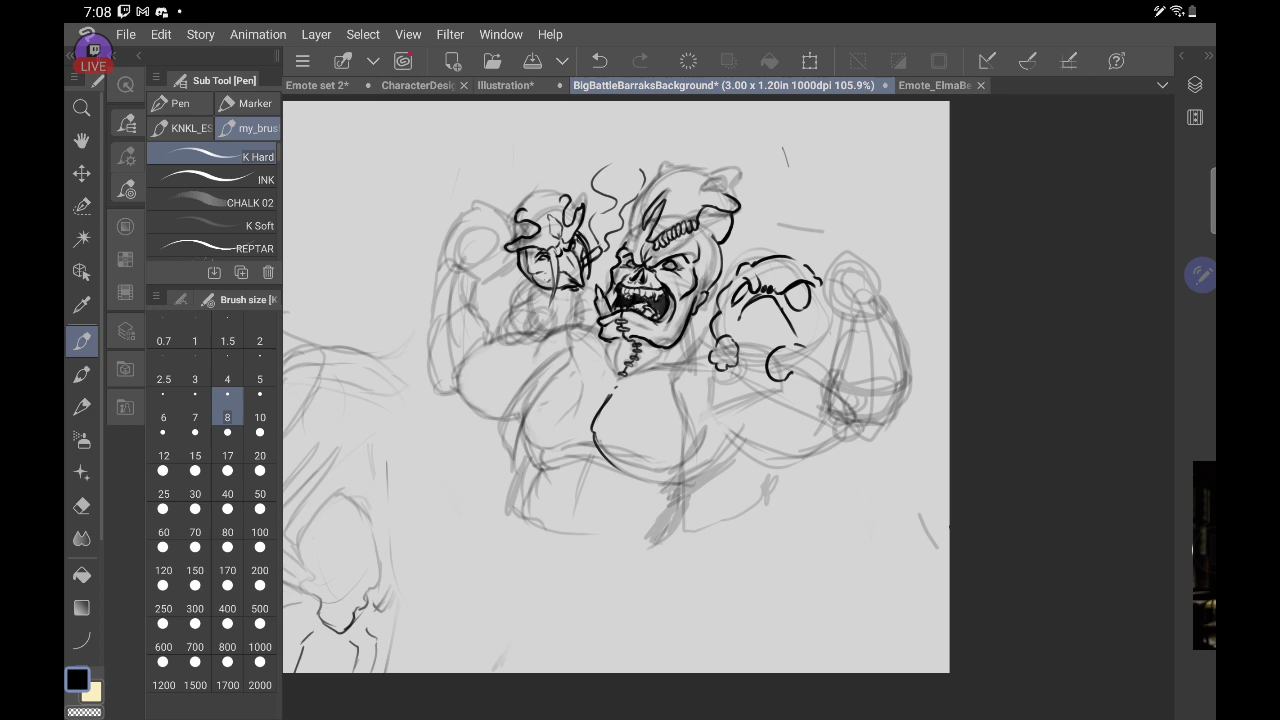 7:08
LIVE
File Edit Story Animation Layer Select View Filter Window Help
Sub Tool [Pen]
Emote set 2*
CharacterDesi
Illustration*
BigBattleBarraksBackground* (3.00 x 1.20in 1000dpi 105.9%)
Emote_ElmaBe
Pen Marker
KNKL_ES my_brus
K Hard
INK
CHALK 02
K Soft
REPTAR
Brush size [K
0.7 1 1.5 2
2.5 3 4 5
6 7 8 10
12 15 17 20
25 30 40 50
60 70 80 100
120 150 170 200
250 300 400 500
600 700 800 1000
1200 1500 1700 2000